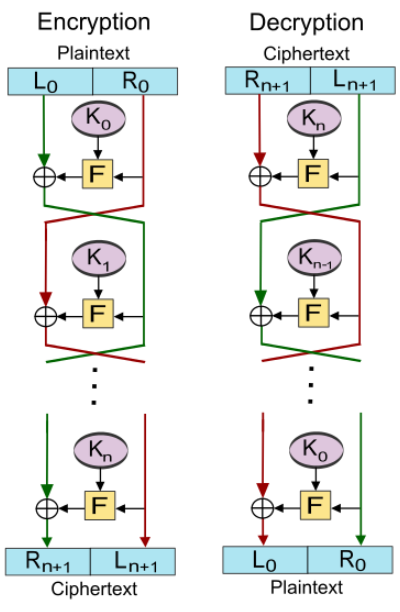 Encryption
Plaintext
L₀ R₀
K₀
F
K₁
F
Kₙ
F
Rₙ₊₁ Lₙ₊₁
Ciphertext
Decryption
Ciphertext
Rₙ₊₁ Lₙ₊₁
Kₙ
F
Kₙ₋₁
F
K₀
F
L₀ R₀
Plaintext